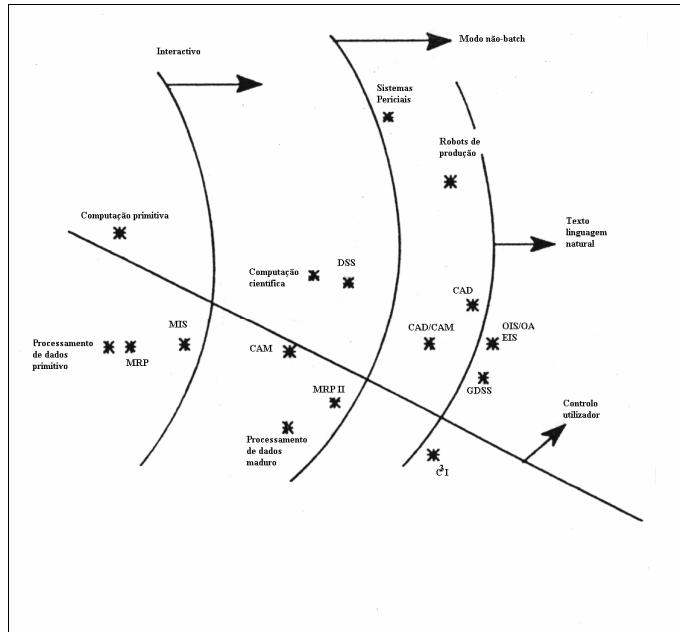 Modo não-batch
Interactivo
Sistemas
Periciais
Robots de
produção
Computação primitiva
Texto
linguagem
natural
DSS
Computação
científica
CAD
MIS
CAD/CAM
OIS/OA
EIS
Processamento
de dados
primitivo
MRP
CAM
MRP II
GDSS
Controlo
utilizador
Processamento
de dados
maduro
C³I